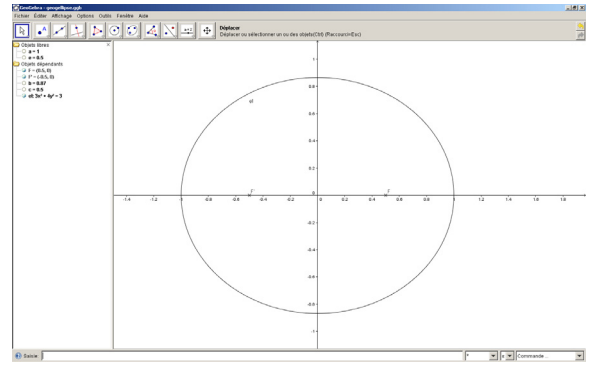 GeoGebra - geogellipse.ggb
Fichier Éditer Affichage Options Outils Fenêtre Aide
Déplacer
Déplacer ou sélectionner un ou des objets(Ctrl) (Raccourci=Esc)
Objets libres
a = 1
e = 0.5
Objets dépendants
F = (0.5, 0)
F' = (-0.5, 0)
b = 0.87
c = 0.5
el: 3x² + 4y² = 3
1
0.8
el
0.6
0.4
0.2
0
F' F
-1.4 -1.2 -1 -0.8 -0.6 -0.4 -0.2 0 0.2 0.4 0.6 0.8 1 1.2 1.4 1.6 1.8
-0.2
-0.4
-0.6
-0.8
-1
Saisie:
Commande ...